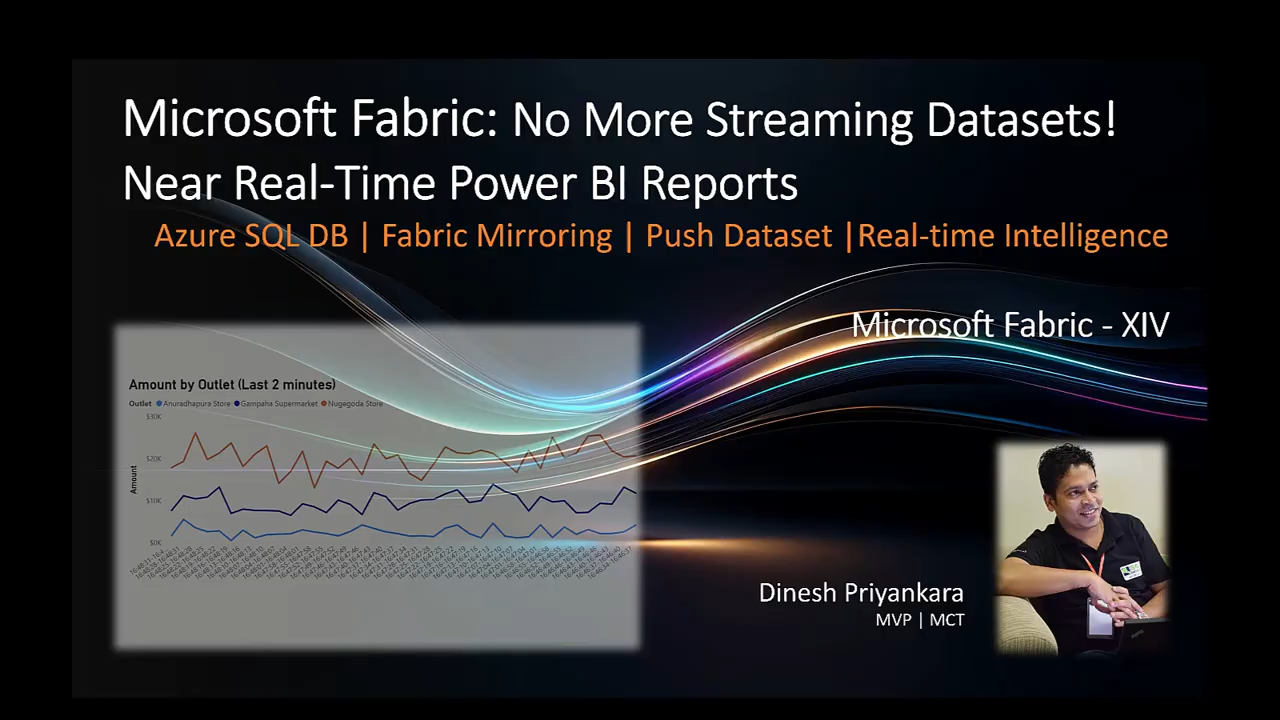 Microsoft Fabric: No More Streaming Datasets!
Near Real-Time Power BI Reports
Azure SQL DB | Fabric Mirroring | Push Dataset |Real-time Intelligence
Microsoft Fabric - XIV
Amount by Outlet (Last 2 minutes)
Outlet Anuradhapura Store Gampaha Supermarket Nugegoda Store
$30K
$20K
$10K
$0K
Amount
Dinesh Priyankara
MVP | MCT